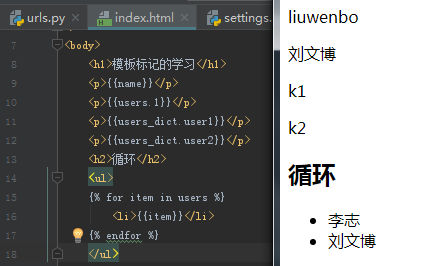 urls.py
index.html
settings.
7 <body>
8 <h1>模板标记的学习</h1>
9 <p>{{name}}</p>
10 <p>{{users.1}}</p>
11 <p>{{users_dict.user1}}</p>
12 <p>{{users_dict.user2}}</p>
13 <h2>循环</h2>
14 <ul>
15 {% for item in users %}
16 <li>{{item}}</li>
17 {% endfor %}
18 </ul>
liuwenbo
刘文博
k1
k2
循环
李志
刘文博